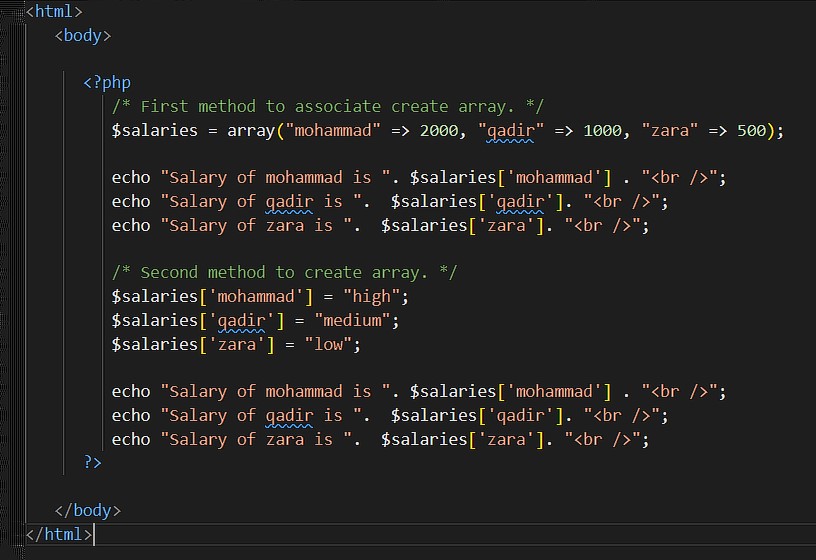 <html>
<body>
<?php
/* First method to associate create array. */
$salaries = array("mohammad" => 2000, "qadir" => 1000, "zara" => 500);
echo "Salary of mohammad is ". $salaries['mohammad'] . "<br />";
echo "Salary of qadir is ".  $salaries['qadir']. "<br />";
echo "Salary of zara is ".  $salaries['zara']. "<br />";
/* Second method to create array. */
$salaries['mohammad'] = "high";
$salaries['qadir'] = "medium";
$salaries['zara'] = "low";
echo "Salary of mohammad is ". $salaries['mohammad'] . "<br />";
echo "Salary of qadir is ".  $salaries['qadir']. "<br />";
echo "Salary of zara is ".  $salaries['zara']. "<br />";
?>
</body>
</html>